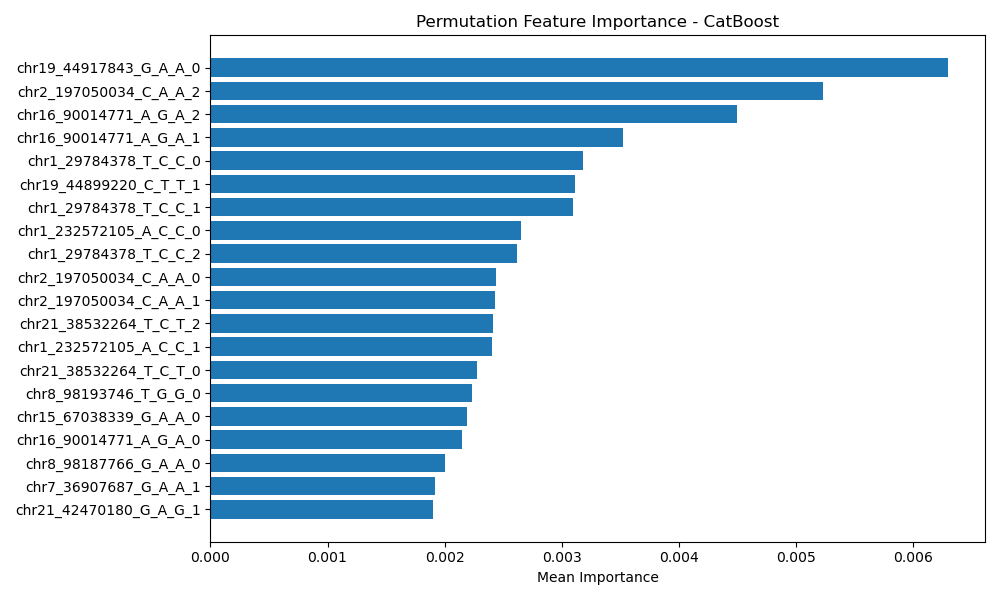 Permutation Feature Importance - CatBoost
chr19_44917843_G_A_A_0
chr2_197050034_C_A_A_2
chr16_90014771_A_G_A_2
chr16_90014771_A_G_A_1
chr1_29784378_T_C_C_0
chr19_44899220_C_T_T_1
chr1_29784378_T_C_C_1
chr1_232572105_A_C_C_0
chr1_29784378_T_C_C_2
chr2_197050034_C_A_A_0
chr2_197050034_C_A_A_1
chr21_38532264_T_C_T_2
chr1_232572105_A_C_C_1
chr21_38532264_T_C_T_0
chr8_98193746_T_G_G_0
chr15_67038339_G_A_A_0
chr16_90014771_A_G_A_0
chr8_98187766_G_A_A_0
chr7_36907687_G_A_A_1
chr21_42470180_G_A_G_1
0.000 0.001 0.002 0.003 0.004 0.005 0.006
Mean Importance